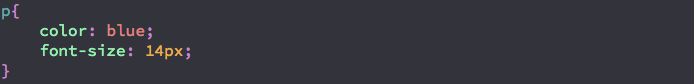 p{
    color: blue;
    font-size: 14px;
}